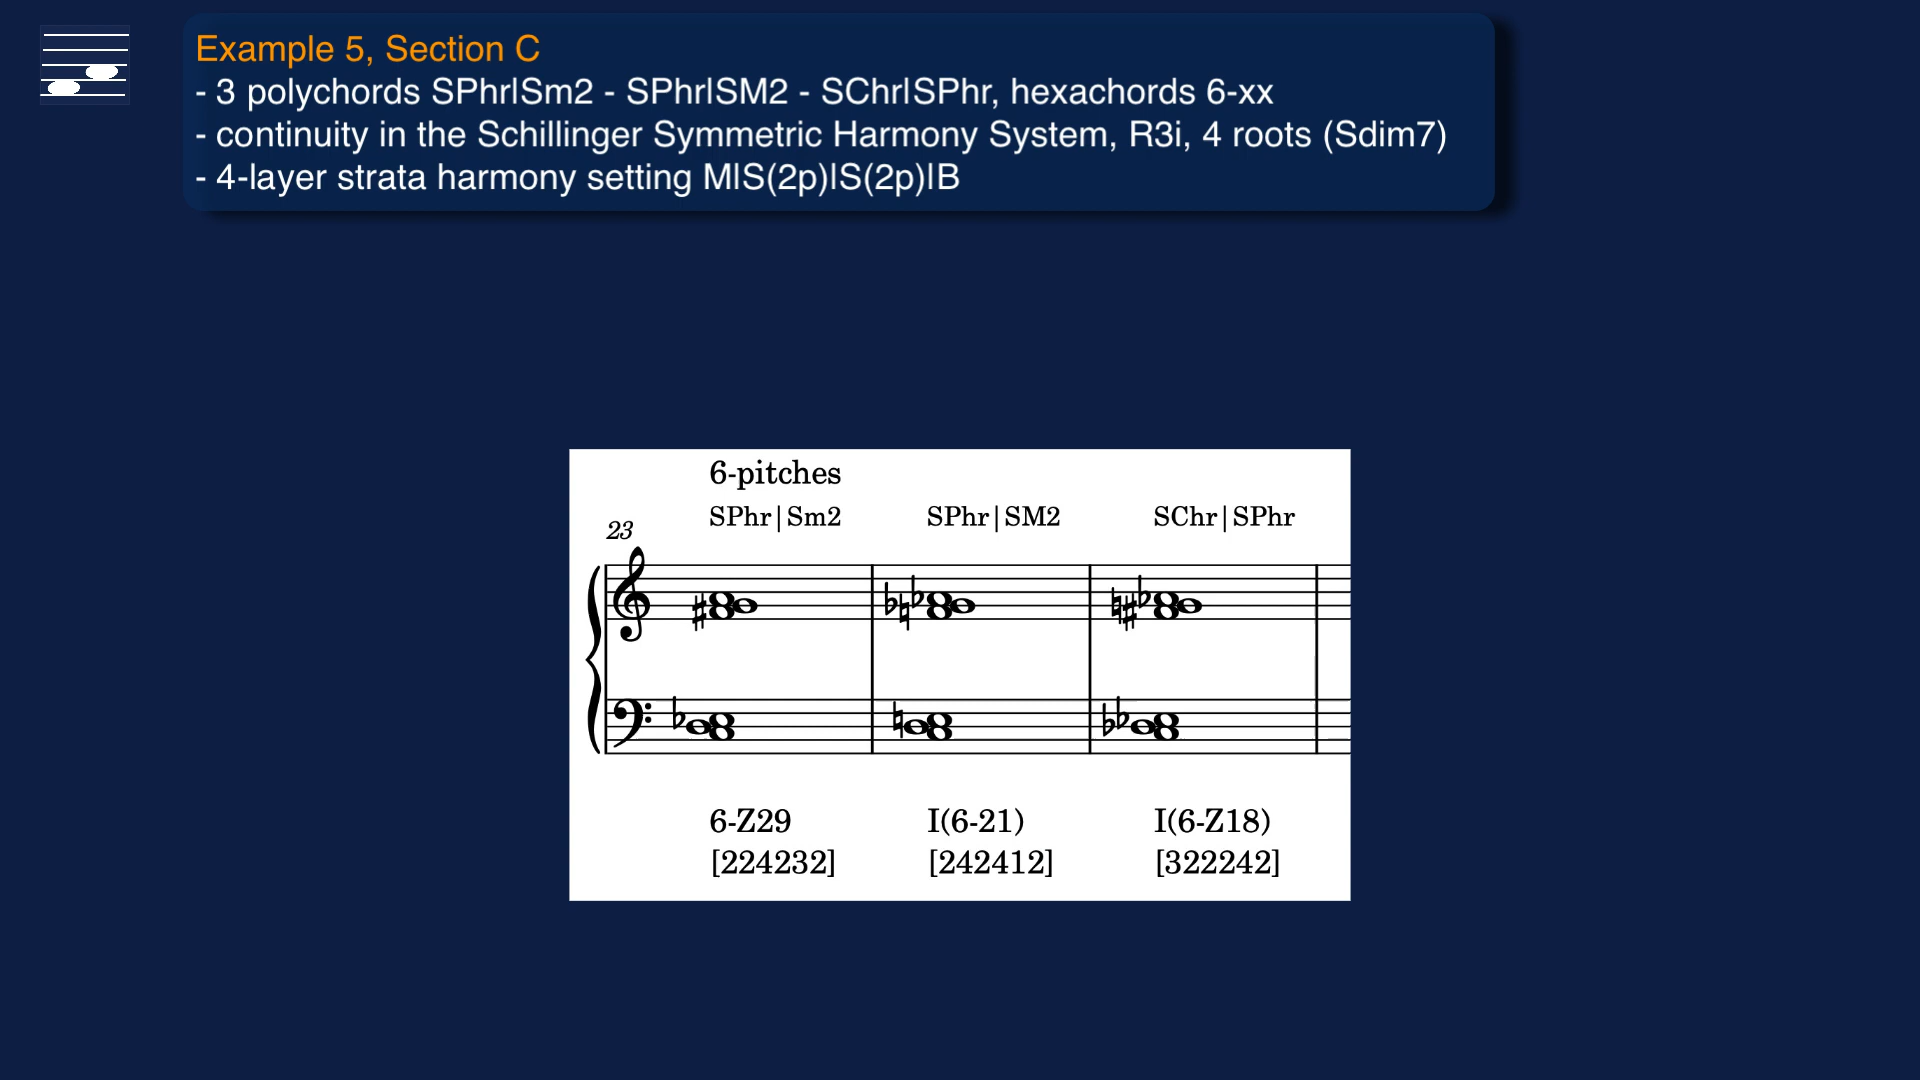 Example 5, Section C
- 3 polychords SPhr|Sm2 - SPhr|SM2 - SChr|SPhr, hexachords 6-xx
- continuity in the Schillinger Symmetric Harmony System, R3i, 4 roots (Sdim7)
- 4-layer strata harmony setting M|S(2p)|S(2p)|B
6-pitches
SPhr|Sm2 SPhr|SM2 SChr|SPhr
23
6-Z29 I(6-21) I(6-Z18)
[224232] [242412] [322242]